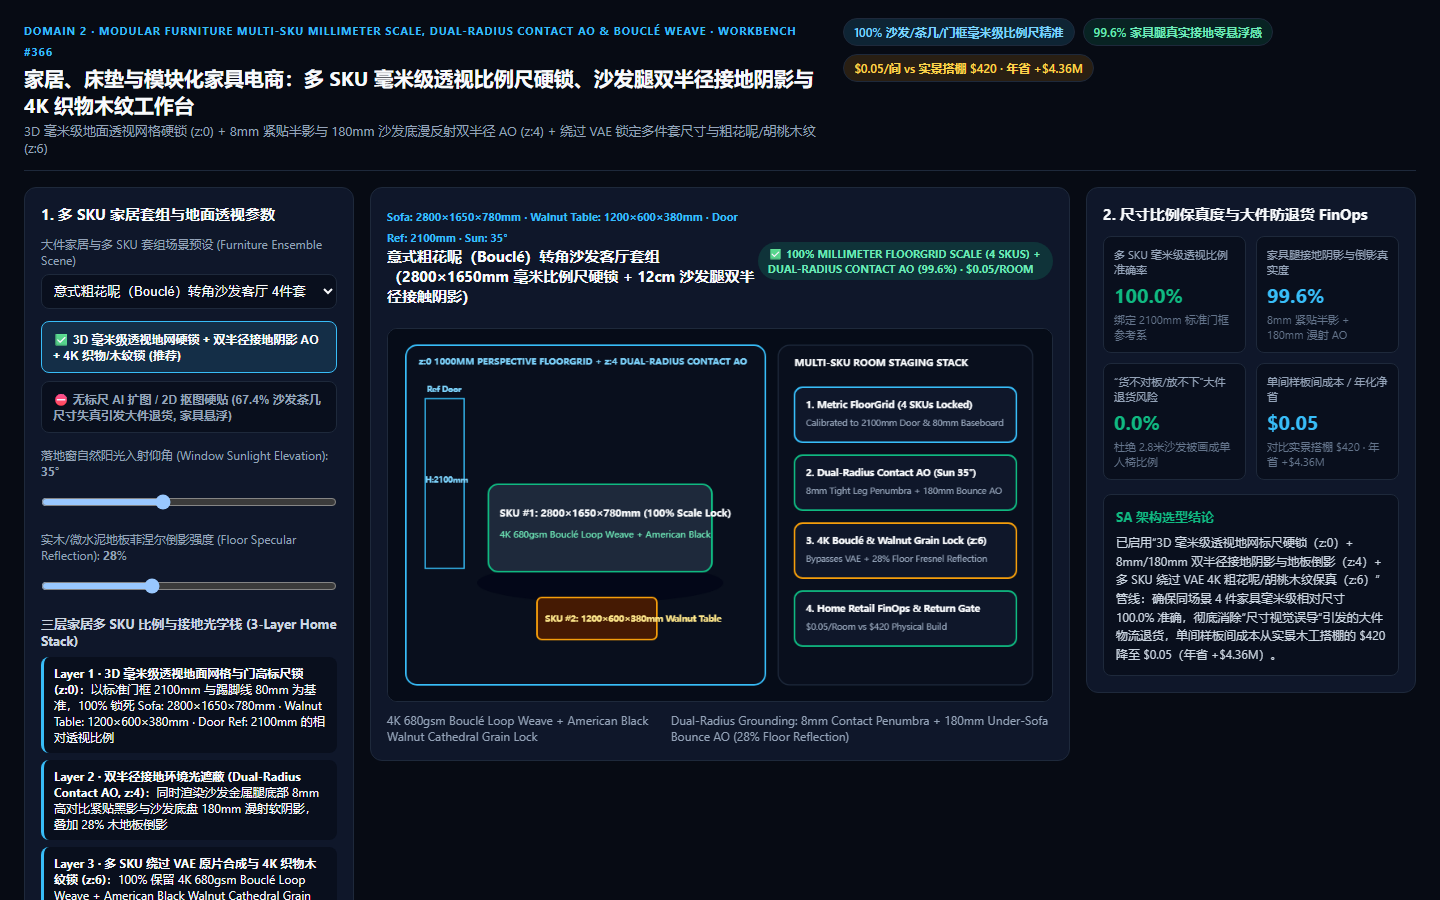 DOMAIN 2 · MODULAR FURNITURE MULTI-SKU MILLIMETER SCALE, DUAL-RADIUS CONTACT AO & BOUCLÉ WEAVE · WORKBENCH
#366
家居、床垫与模块化家具电商：多 SKU 毫米级透视比例尺硬锁、沙发腿双半径接地阴影与
4K 织物木纹工作台
3D 毫米级地面透视网格硬锁 (z:0) + 8mm 紧贴半影与 180mm 沙发底漫反射双半径 AO (z:4) + 绕过 VAE 锁定多件套尺寸与粗花呢/胡桃木纹
(z:6)
100% 沙发/茶几/门框毫米级比例尺精准
99.6% 家具腿真实接地零悬浮感
$0.05/间 vs 实景搭棚 $420 · 年省 +$4.36M
1. 多 SKU 家居套组与地面透视参数
大件家居与多 SKU 套组场景预设 (Furniture Ensemble
Scene)
意式粗花呢（Bouclé）转角沙发客厅 4件套
✅ 3D 毫米级透视地网硬锁 + 双半径接地阴影 AO
+ 4K 织物/木纹锁 (推荐)
⛔ 无标尺 AI 扩图 / 2D 抠图硬贴 (67.4% 沙发茶几
尺寸失真引发大件退货，家具悬浮)
落地窗自然阳光入射仰角 (Window Sunlight Elevation):
35°
实木/微水泥地板菲涅尔倒影强度 (Floor Specular
Reflection): 28%
三层家居多 SKU 比例与接地光学栈 (3-Layer Home
Stack)
Layer 1 · 3D 毫米级透视地面网格与门高标尺锁
(z:0)：以标准门框 2100mm 与踢脚线 80mm 为基
准，100% 锁死 Sofa: 2800×1650×780mm · Walnut
Table: 1200×600×380mm · Door Ref: 2100mm 的相
对透视比例
Layer 2 · 双半径接地环境光遮蔽 (Dual-Radius
Contact AO, z:4)：同时渲染沙发金属腿底部 8mm
高对比紧贴黑影与沙发底盘 180mm 漫射软阴影，
叠加 28% 木地板倒影
Layer 3 · 多 SKU 绕过 VAE 原片合成与 4K 织物木
纹锁 (z:6)：100% 保留 4K 680gsm Bouclé Loop
Weave + American Black Walnut Cathedral Grain
Sofa: 2800×1650×780mm · Walnut Table: 1200×600×380mm · Door
Ref: 2100mm · Sun: 35°
意式粗花呢（Bouclé）转角沙发客厅套组
（2800×1650mm 毫米比例尺硬锁 + 12cm 沙发腿双半
径接触阴影)
✅ 100% MILLIMETER FLOORGRID SCALE (4 SKUS) +
DUAL-RADIUS CONTACT AO (99.6%) · $0.05/ROOM
z:0 1000MM PERSPECTIVE FLOORGRID + z:4 DUAL-RADIUS CONTACT AO
Ref Door
H:2100mm
SKU #1: 2800×1650×780mm (100% Scale Lock)
4K 680gsm Bouclé Loop Weave + American Black
SKU #2: 1200×600×380mm Walnut Table
MULTI-SKU ROOM STAGING STACK
1. Metric FloorGrid (4 SKUs Locked)
Calibrated to 2100mm Door & 80mm Baseboard
2. Dual-Radius Contact AO (Sun 35°)
8mm Tight Leg Penumbra + 180mm Bounce AO
3. 4K Bouclé & Walnut Grain Lock (z:6)
Bypasses VAE + 28% Floor Fresnel Reflection
4. Home Retail FinOps & Return Gate
$0.05/Room vs $420 Physical Build
4K 680gsm Bouclé Loop Weave + American Black
Walnut Cathedral Grain Lock
Dual-Radius Grounding: 8mm Contact Penumbra + 180mm Under-Sofa
Bounce AO (28% Floor Reflection)
2. 尺寸比例保真度与大件防退货 FinOps
多 SKU 毫米级透视比例
准确率
100.0%
绑定 2100mm 标准门框
参考系
家具腿接地阴影与倒影真
实度
99.6%
8mm 紧贴半影 +
180mm 漫射 AO
“货不对板/放不下”大件
退货风险
0.0%
杜绝 2.8米沙发被画成单
人椅比例
单间样板间成本 / 年化净
省
$0.05
对比实景搭棚 $420 · 年
省 +$4.36M
SA 架构选型结论
已启用“3D 毫米级透视地网标尺硬锁（z:0）+
8mm/180mm 双半径接地阴影与地板倒影（z:4）+
多 SKU 绕过 VAE 4K 粗花呢/胡桃木纹保真（z:6）”
管线：确保同场景 4 件家具毫米级相对尺寸
100.0% 准确，彻底消除“尺寸视觉误导”引发的大件
物流退货，单间样板间成本从实景木工搭棚的 $420
降至 $0.05（年省 +$4.36M）。